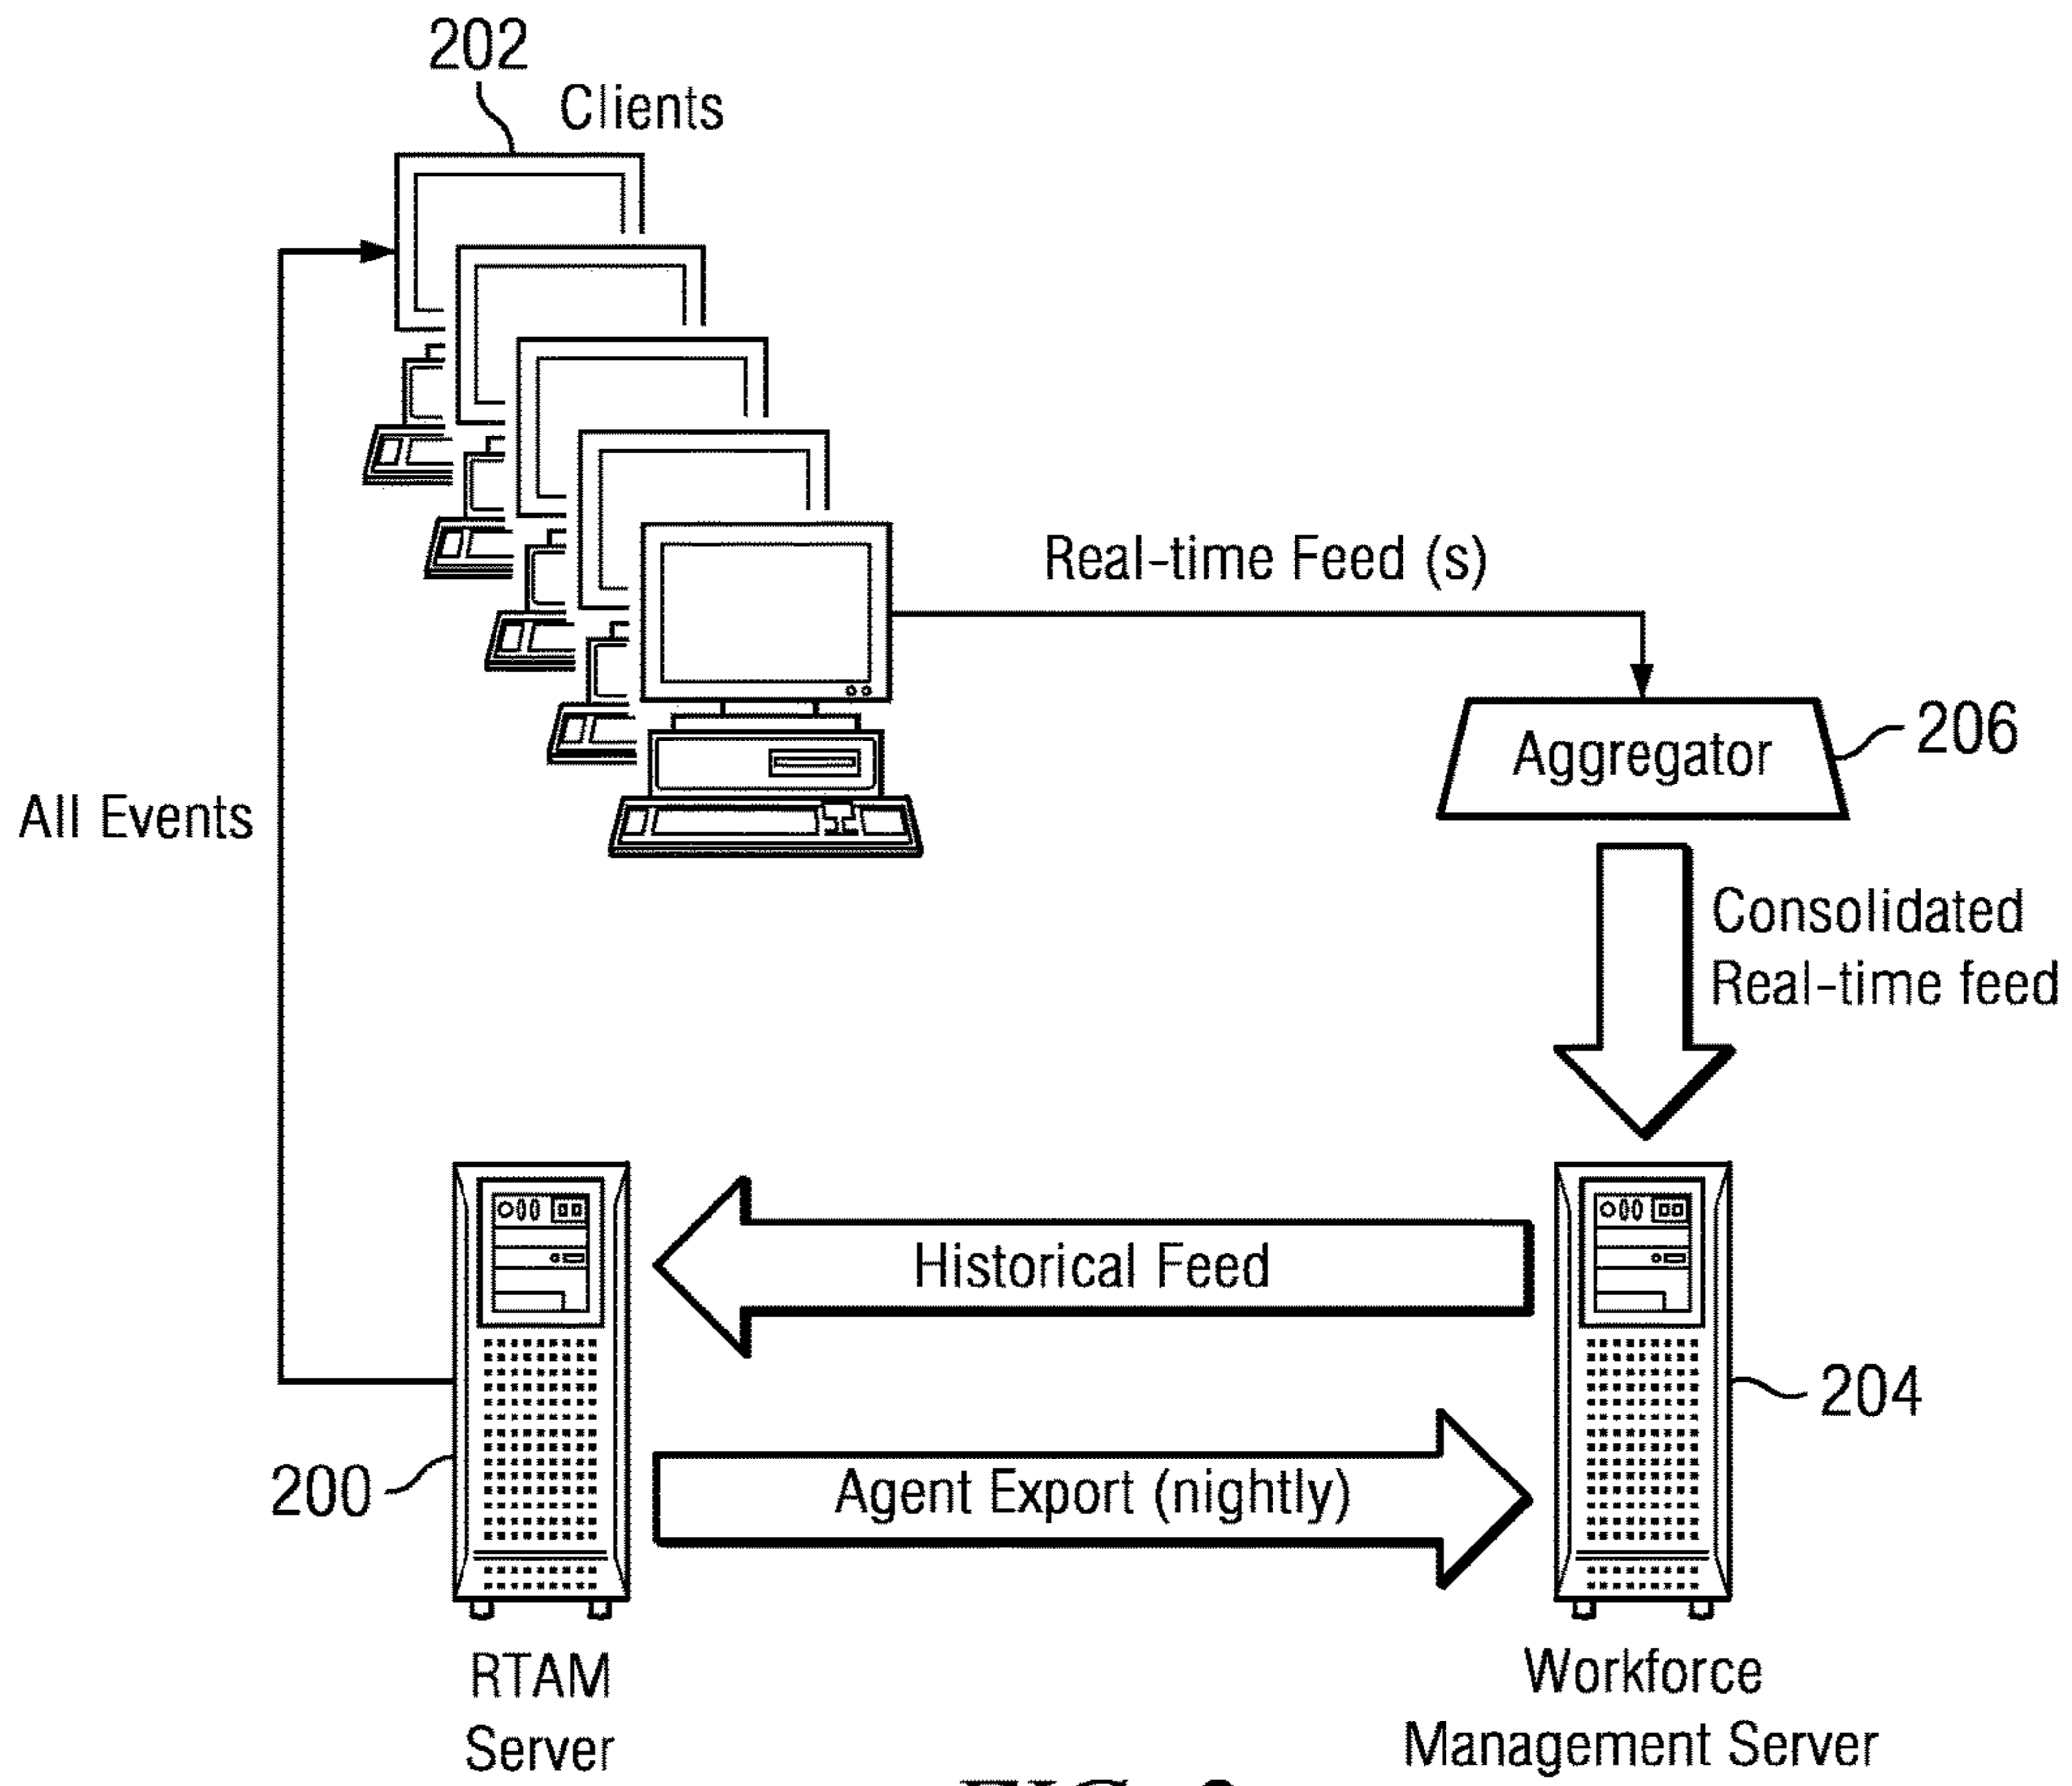 202
Clients
Real-time Feed (s)
Aggregator
206
All Events
Consolidated
Real-time feed
Historical Feed
204
200
Agent Export (nightly)
RTAM
Server
Workforce
Management Server